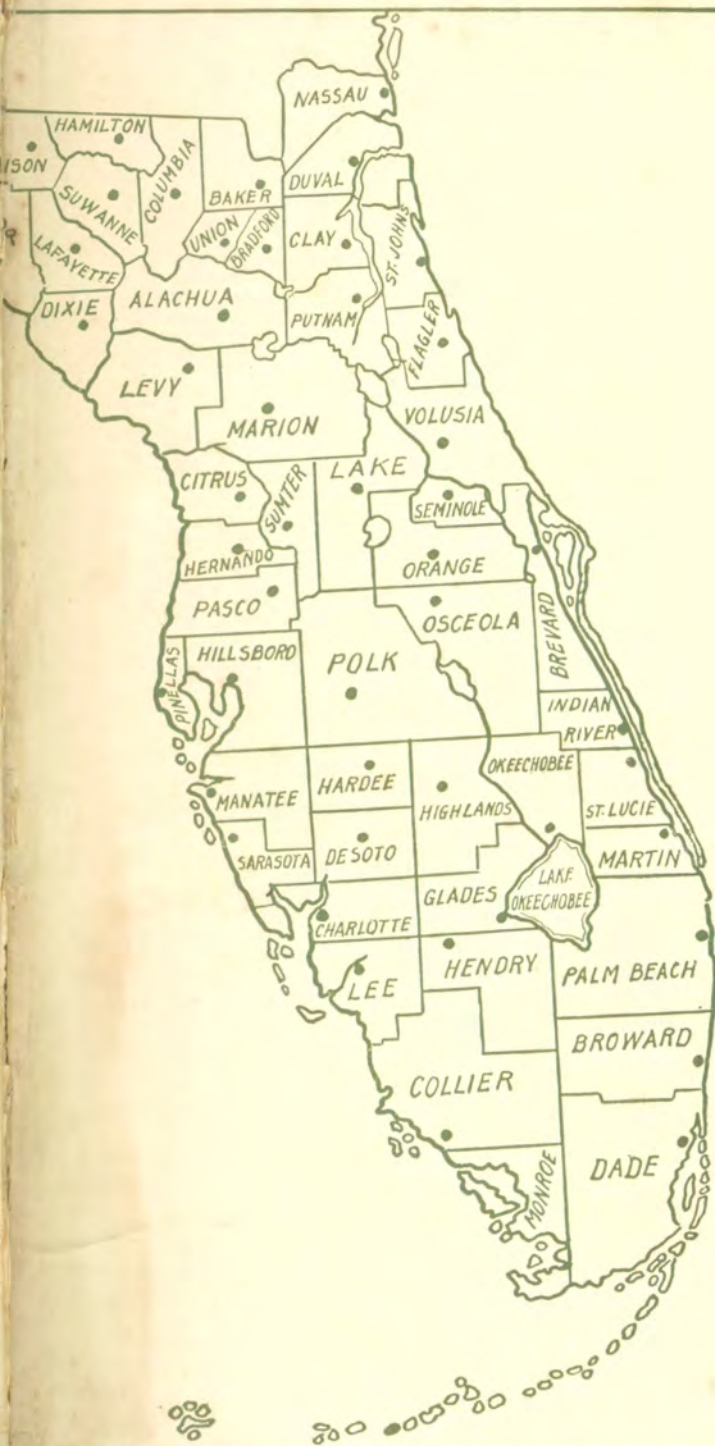 NASSAU
HAMILTON
ISON
COLUMBIA
BAKER
DUVAL
SUWANNE
UNION
BRADFORD
CLAY
ST. JOHNS
LAFAYETTE
DIXIE
ALACHUA
PUTNAM
FLAGLER
LEVY
MARION
VOLUSIA
CITRUS
SUMTER
LAKE
SEMINOLE
HERNANDO
ORANGE
PASCO
OSCEOLA
BREVARD
PINELLAS
HILLSBORO
POLK
INDIAN
RIVER
OKEECHOBEE
MANATEE
HARDEE
HIGHLANDS
ST. LUCIE
SARASOTA
DESOTO
MARTIN
GLADES
LAKE
OKEECHOBEE
CHARLOTTE
HENDRY
PALM BEACH
LEE
BROWARD
COLLIER
MONROE
DADE